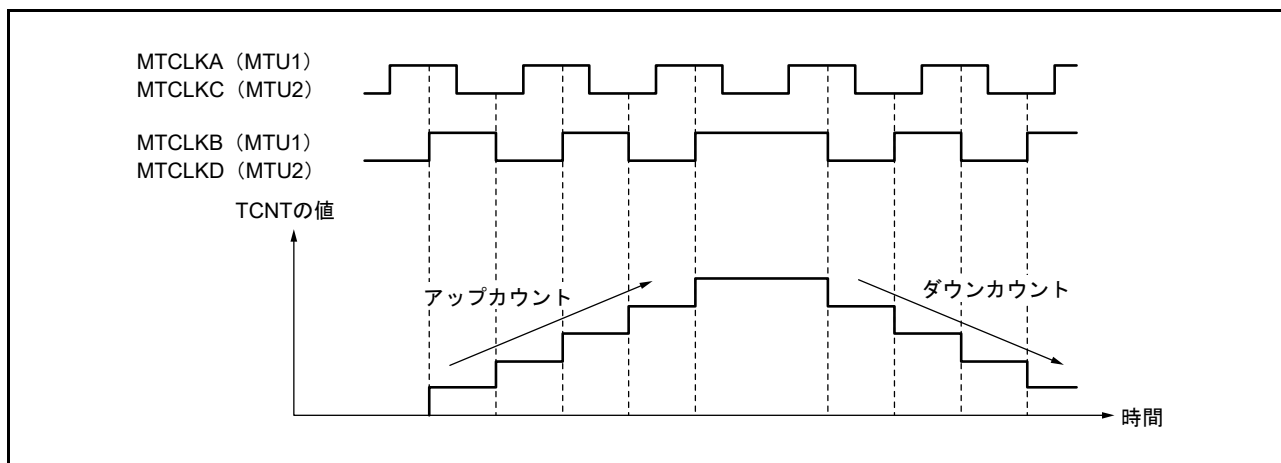 MTCLKA（MTU1）
MTCLKC（MTU2）
MTCLKB（MTU1）
MTCLKD（MTU2）
TCNTの値
アップカウント
ダウンカウント
時間